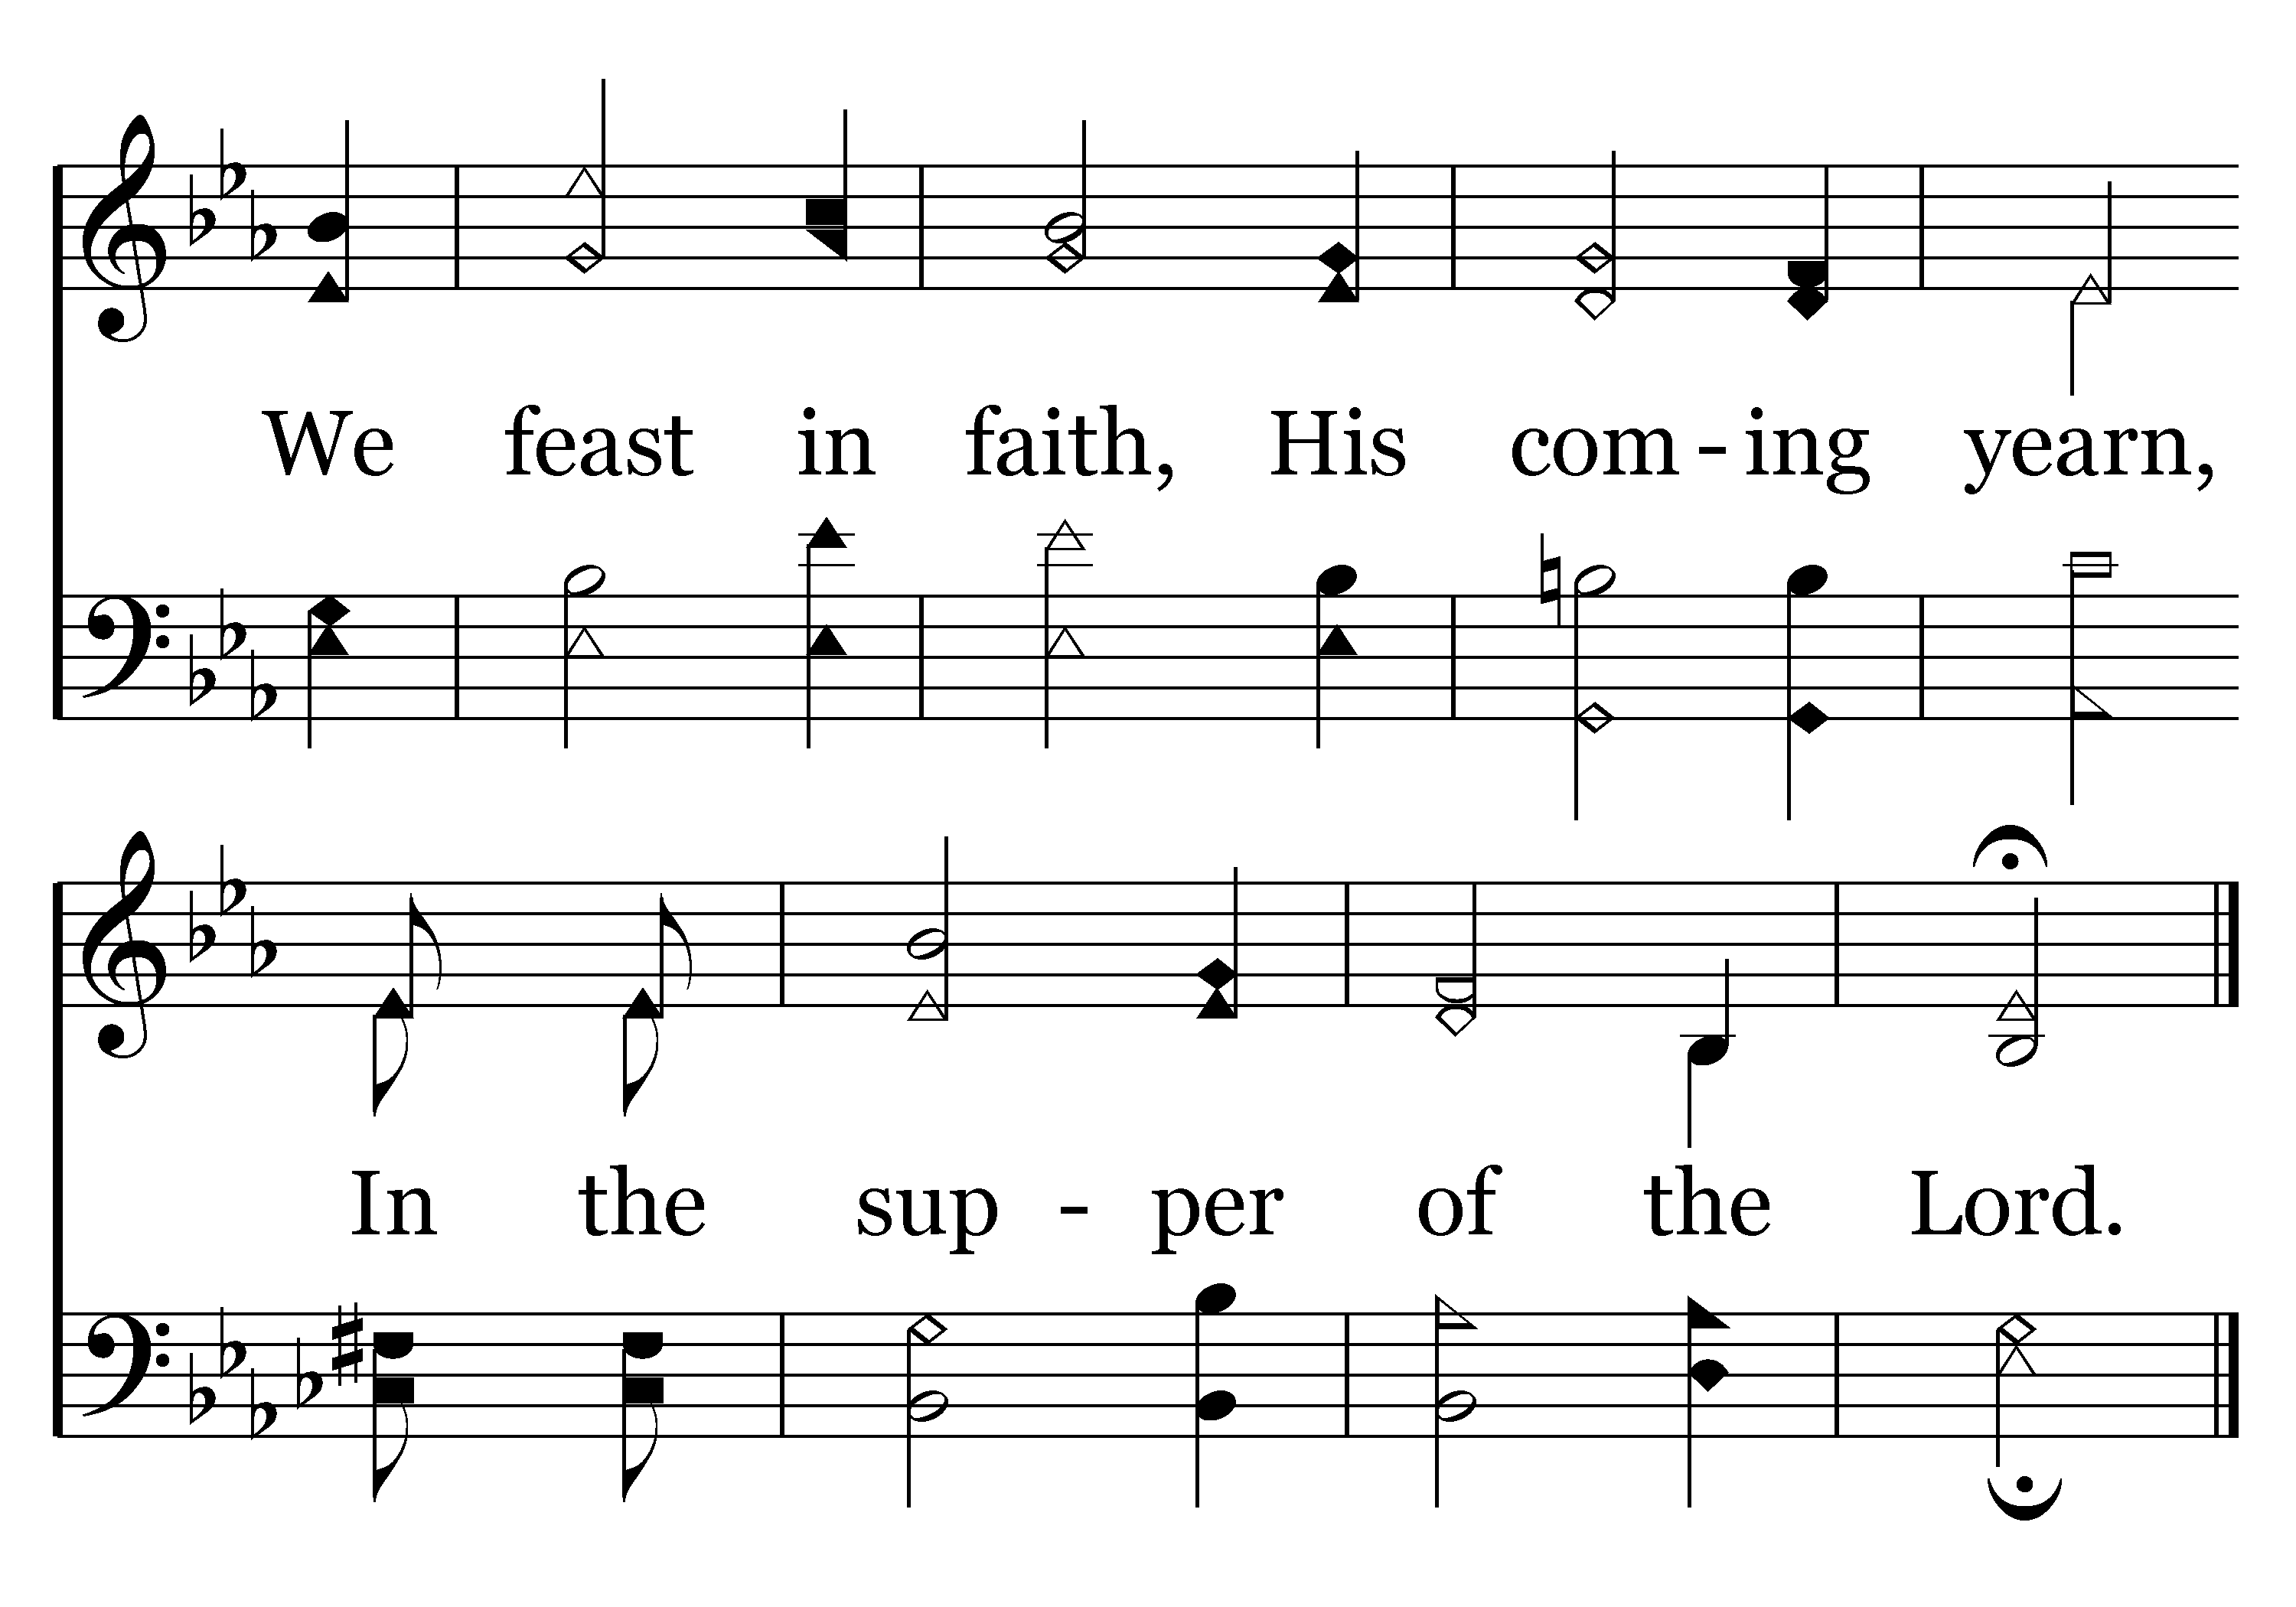 We feast in faith, His com - ing yearn,
In the sup - per of the Lord.